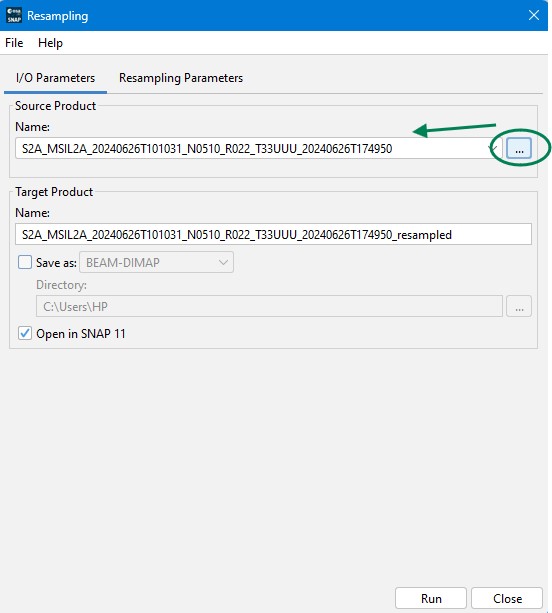 esa
SNAP
Resampling
File Help
I/O Parameters Resampling Parameters
Source Product
Name:
S2A_MSIL2A_20240626T101031_N0510_R022_T33UUU_20240626T174950
...
Target Product
Name:
S2A_MSIL2A_20240626T101031_N0510_R022_T33UUU_20240626T174950_resampled
Save as: BEAM-DIMAP
Directory:
C:\Users\HP
...
Open in SNAP 11
Run Close